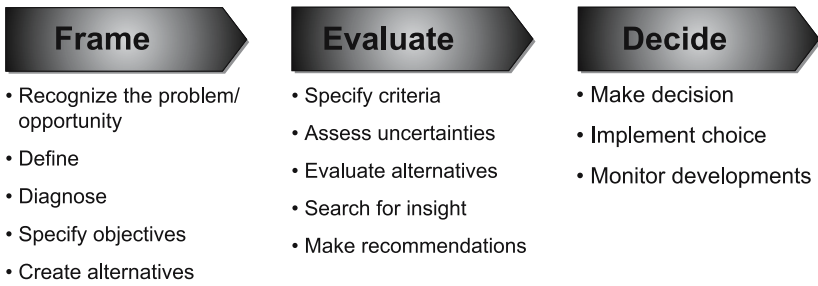 Frame
• Recognize the problem/
opportunity
• Define
• Diagnose
• Specify objectives
• Create alternatives
Evaluate
• Specify criteria
• Assess uncertainties
• Evaluate alternatives
• Search for insight
• Make recommendations
Decide
• Make decision
• Implement choice
• Monitor developments